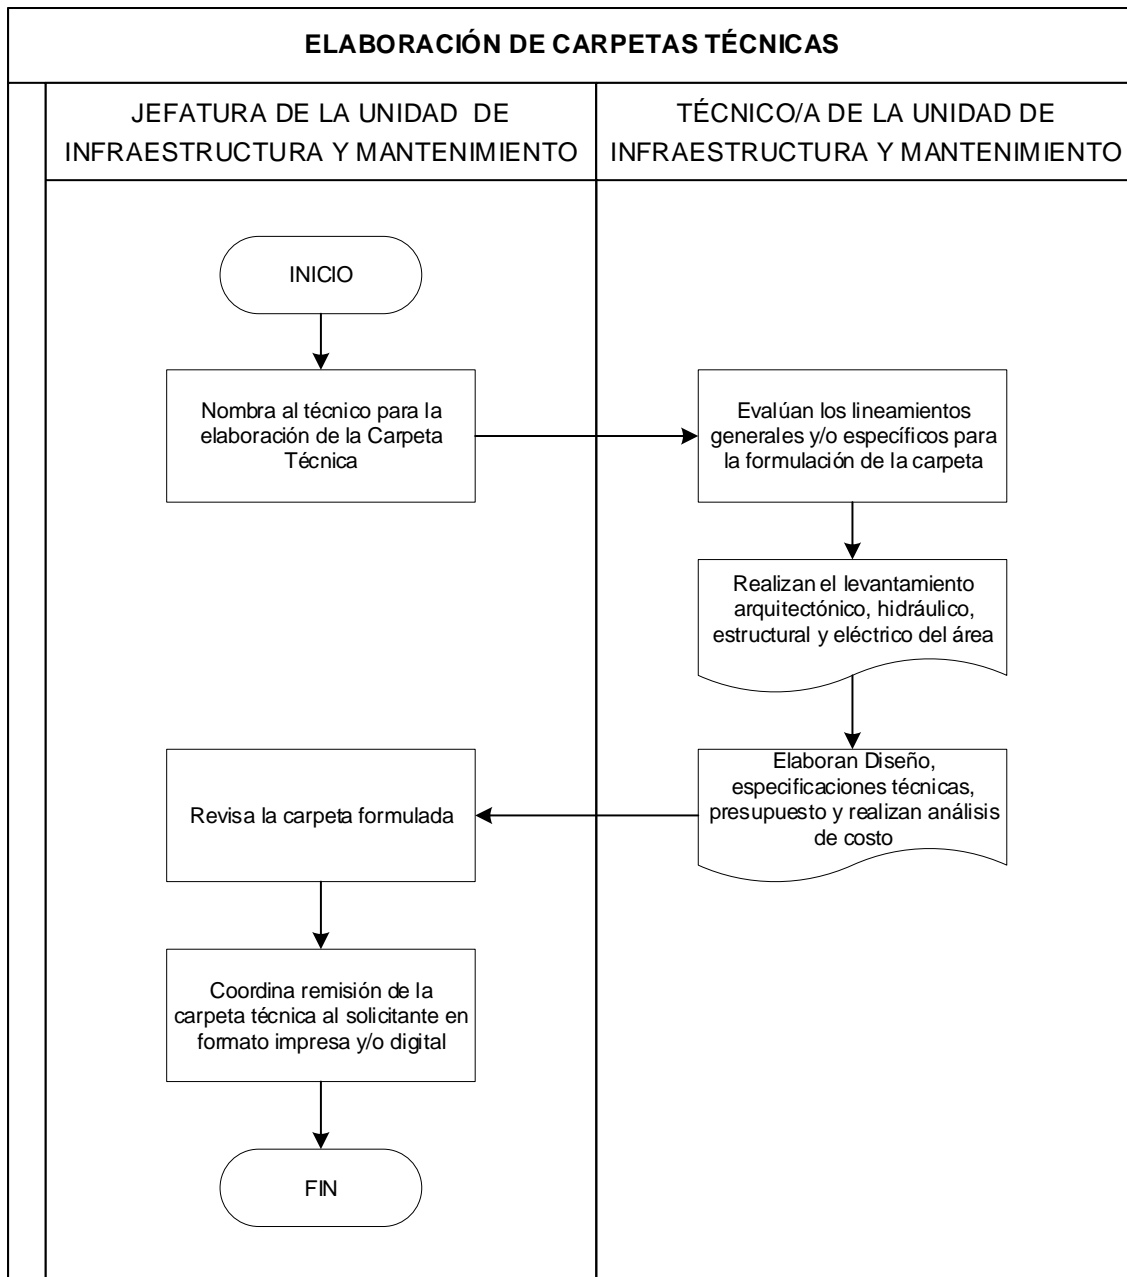 ELABORACIÓN DE CARPETAS TÉCNICAS
JEFATURA DE LA UNIDAD DE
INFRAESTRUCTURA Y MANTENIMIENTO
TÉCNICO/A DE LA UNIDAD DE
INFRAESTRUCTURA Y MANTENIMIENTO
INICIO
Nombra al técnico para la
elaboración de la Carpeta
Técnica
Evalúan los lineamientos
generales y/o específicos para
la formulación de la carpeta
Realizan el levantamiento
arquitectónico, hidráulico,
estructural y eléctrico del área
Elaboran Diseño,
especificaciones técnicas,
presupuesto y realizan análisis
de costo
Revisa la carpeta formulada
Coordina remisión de la
carpeta técnica al solicitante en
formato impresa y/o digital
FIN